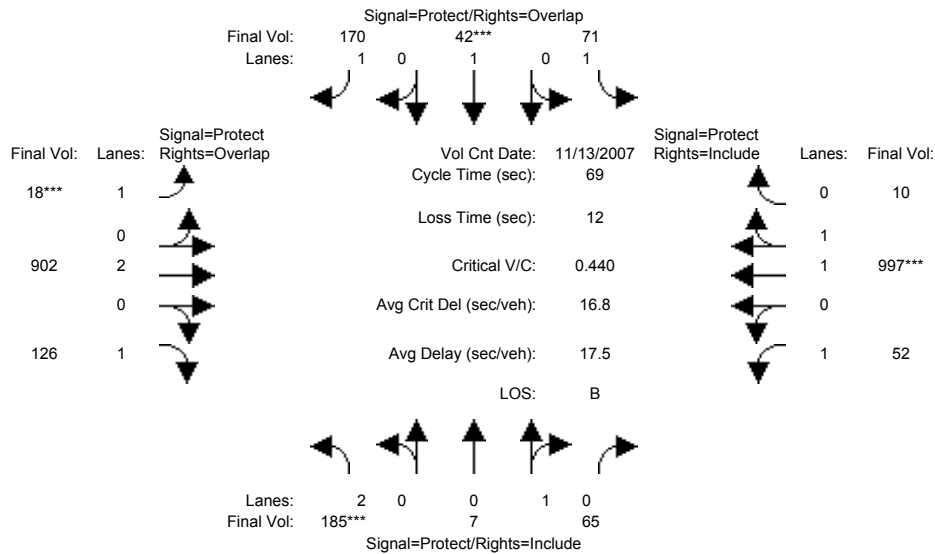 Signal=Protect/Rights=Overlap
Final Vol: 170 42*** 71
Lanes: 1 0 1 0 1
Signal=Protect
Final Vol: Lanes: Rights=Overlap
Vol Cnt Date: 11/13/2007
Signal=Protect
Rights=Include Lanes: Final Vol:
Cycle Time (sec): 69
18*** 1
0 10
Loss Time (sec): 12
0
1
902 2
Critical V/C: 0.440
1 997***
0
Avg Crit Del (sec/veh): 16.8
0
126 1
Avg Delay (sec/veh): 17.5
1 52
LOS: B
Lanes: 2 0 0 1 0
Final Vol: 185*** 7 65
Signal=Protect/Rights=Include